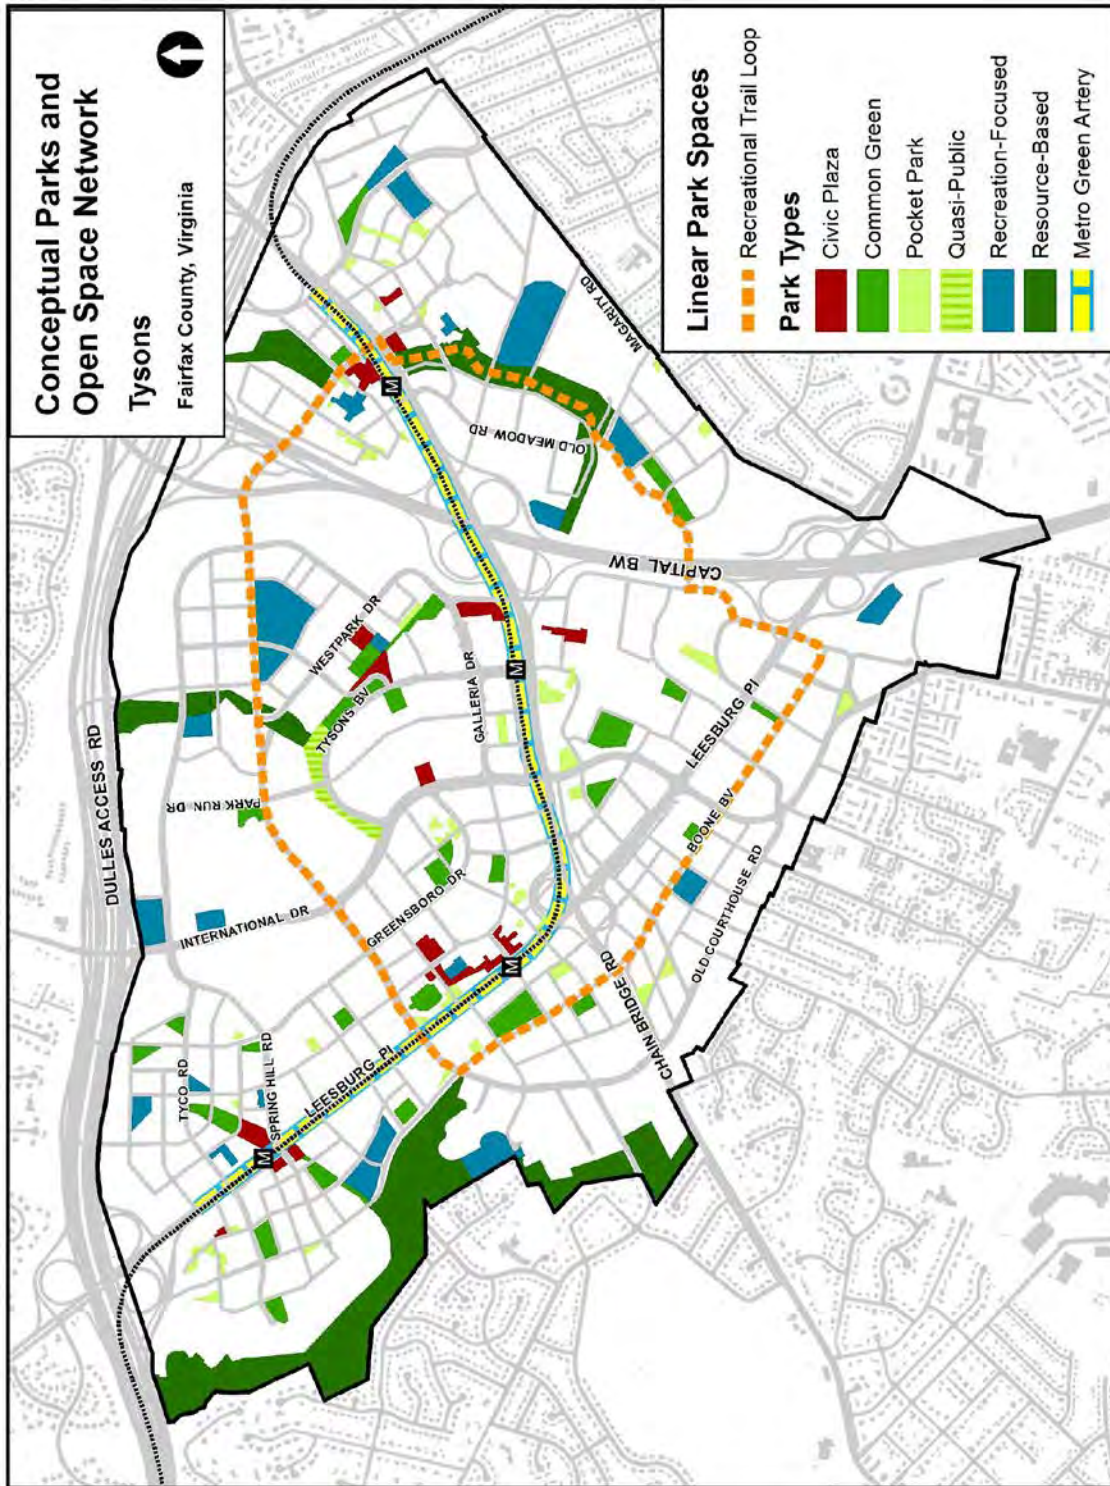 Conceptual Parks and
Open Space Network
Tysons
Fairfax County, Virginia
DULLES ACCESS RD
TYCO RD
SPRING HILL RD
LEESBURG PI
INTERNATIONAL DR
GREENSBORO DR
PARK RUN DR
TYSONS BV
WESTPARK DR
GALLERIA DR
OLD MEADOW RD
MAGARITY RD
CAPITAL BW
LEESBURG PI
BOONE BV
OLD COURTHOUSE RD
CHAIN BRIDGE RD
M
M
M
M
Linear Park Spaces
Recreational Trail Loop
Park Types
Civic Plaza
Common Green
Pocket Park
Quasi-Public
Recreation-Focused
Resource-Based
Metro Green Artery